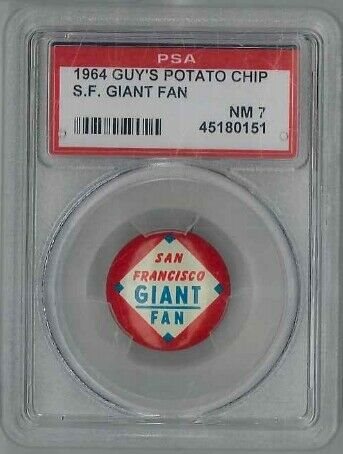 PSA
1964 GUY'S POTATO CHIP
S.F. GIANT FAN
NM 7
45180151
SAN
FRANCISCO
GIANT
FAN